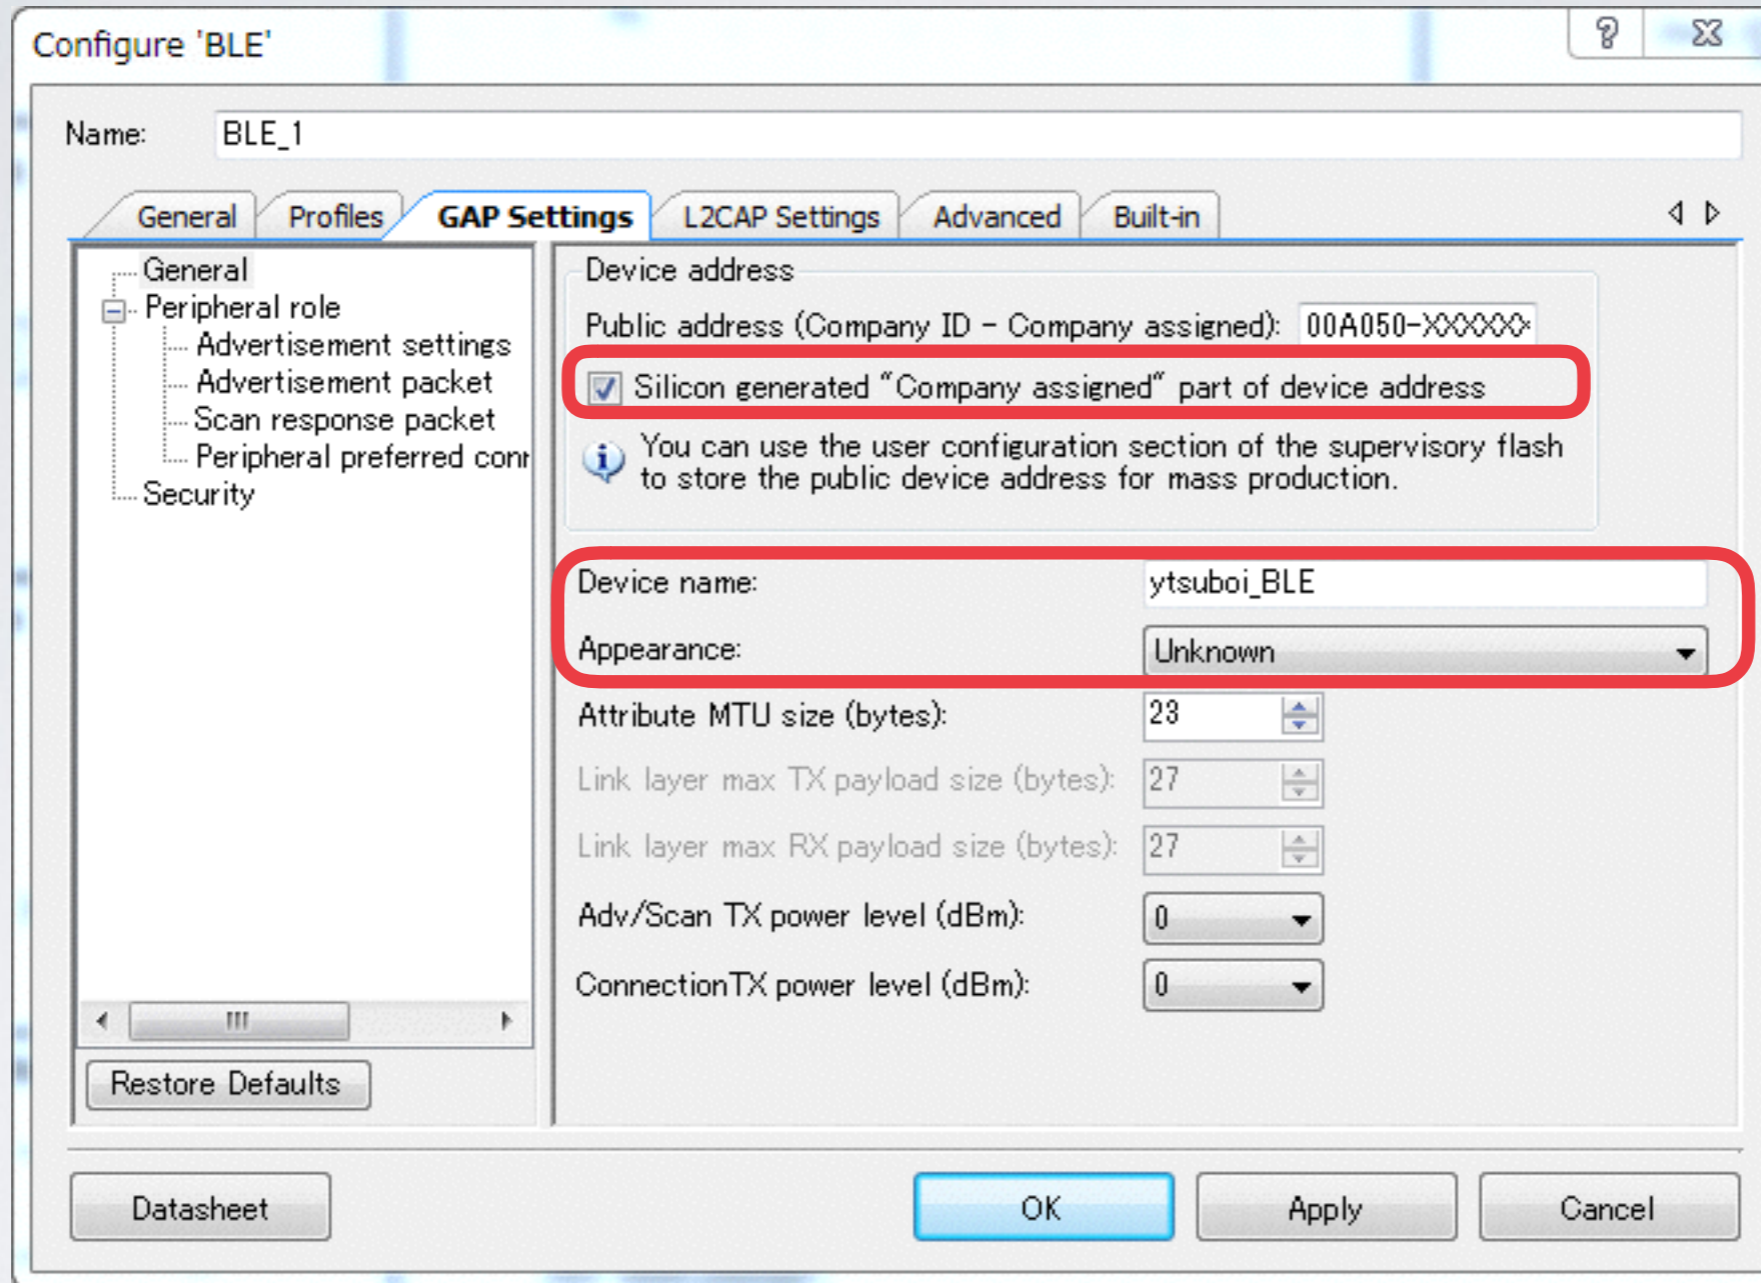 Configure 'BLE'
Name: BLE_1
General Profiles GAP Settings L2CAP Settings Advanced Built-in
General
Peripheral role
Advertisement settings
Advertisement packet
Scan response packet
Peripheral preferred conn
Security
Restore Defaults
Device address
Public address (Company ID - Company assigned): 00A050-XXXXXX
Silicon generated "Company assigned" part of device address
You can use the user configuration section of the supervisory flash
to store the public device address for mass production.
Device name: ytsuboi_BLE
Appearance: Unknown
Attribute MTU size (bytes): 23
Link layer max TX payload size (bytes): 27
Link layer max RX payload size (bytes): 27
Adv/Scan TX power level (dBm): 0
ConnectionTX power level (dBm): 0
Datasheet OK Apply Cancel